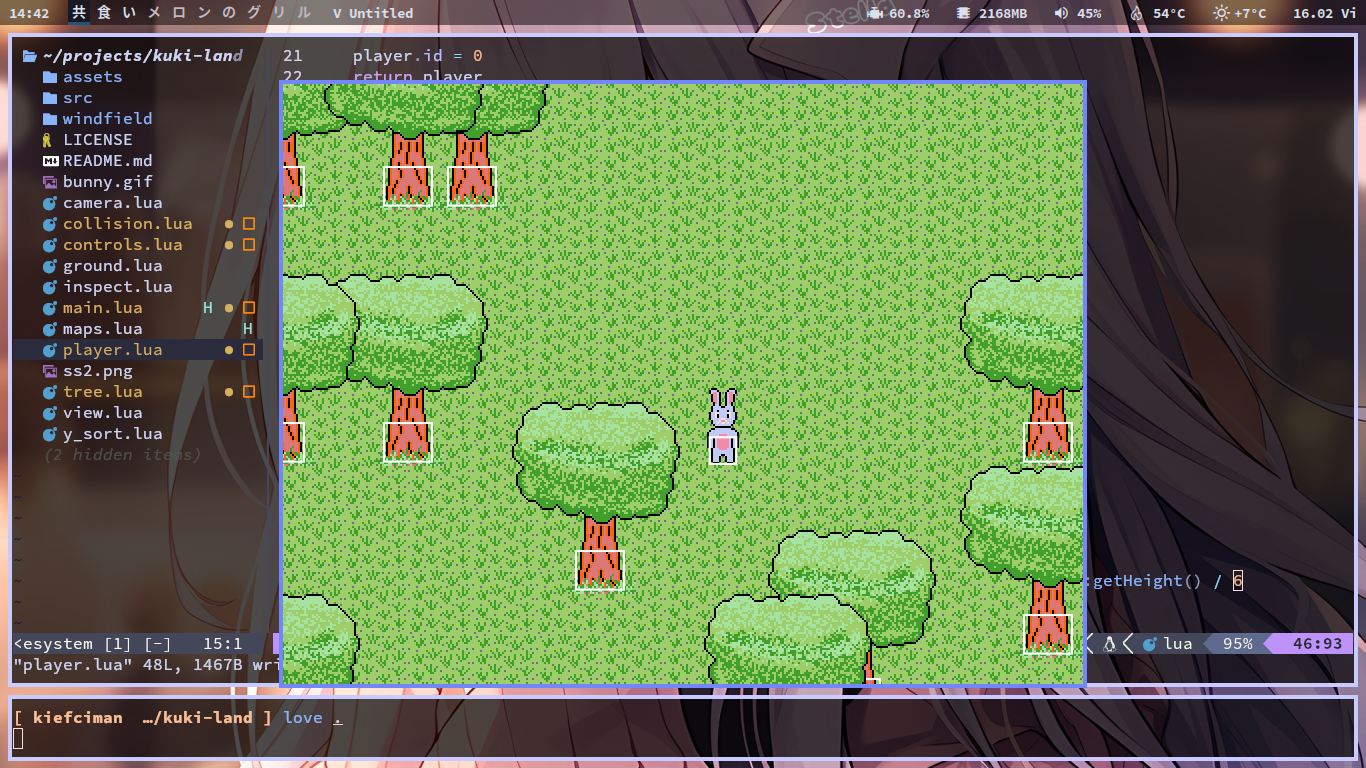 14:42 共 食 い メ ロ ン の グ リ ル V Untitled 60.8% 2168MB 45% 54°C +7°C 16.02 Vi
~/projects/kuki-land
assets
src
windfield
LICENSE
README.md
bunny.gif
camera.lua
collision.lua
controls.lua
ground.lua
inspect.lua
main.lua H
maps.lua H
player.lua
ss2.png
tree.lua
view.lua
y_sort.lua
(2 hidden items)
~
~
~
~
~
~
~
~
21 player.id = 0
22 return player
:getHeight() / 6
<esystem [1] [-] 15:1
lua 95% 46:93
"player.lua" 48L, 1467B wri
[ kiefciman …/kuki-land ] love .